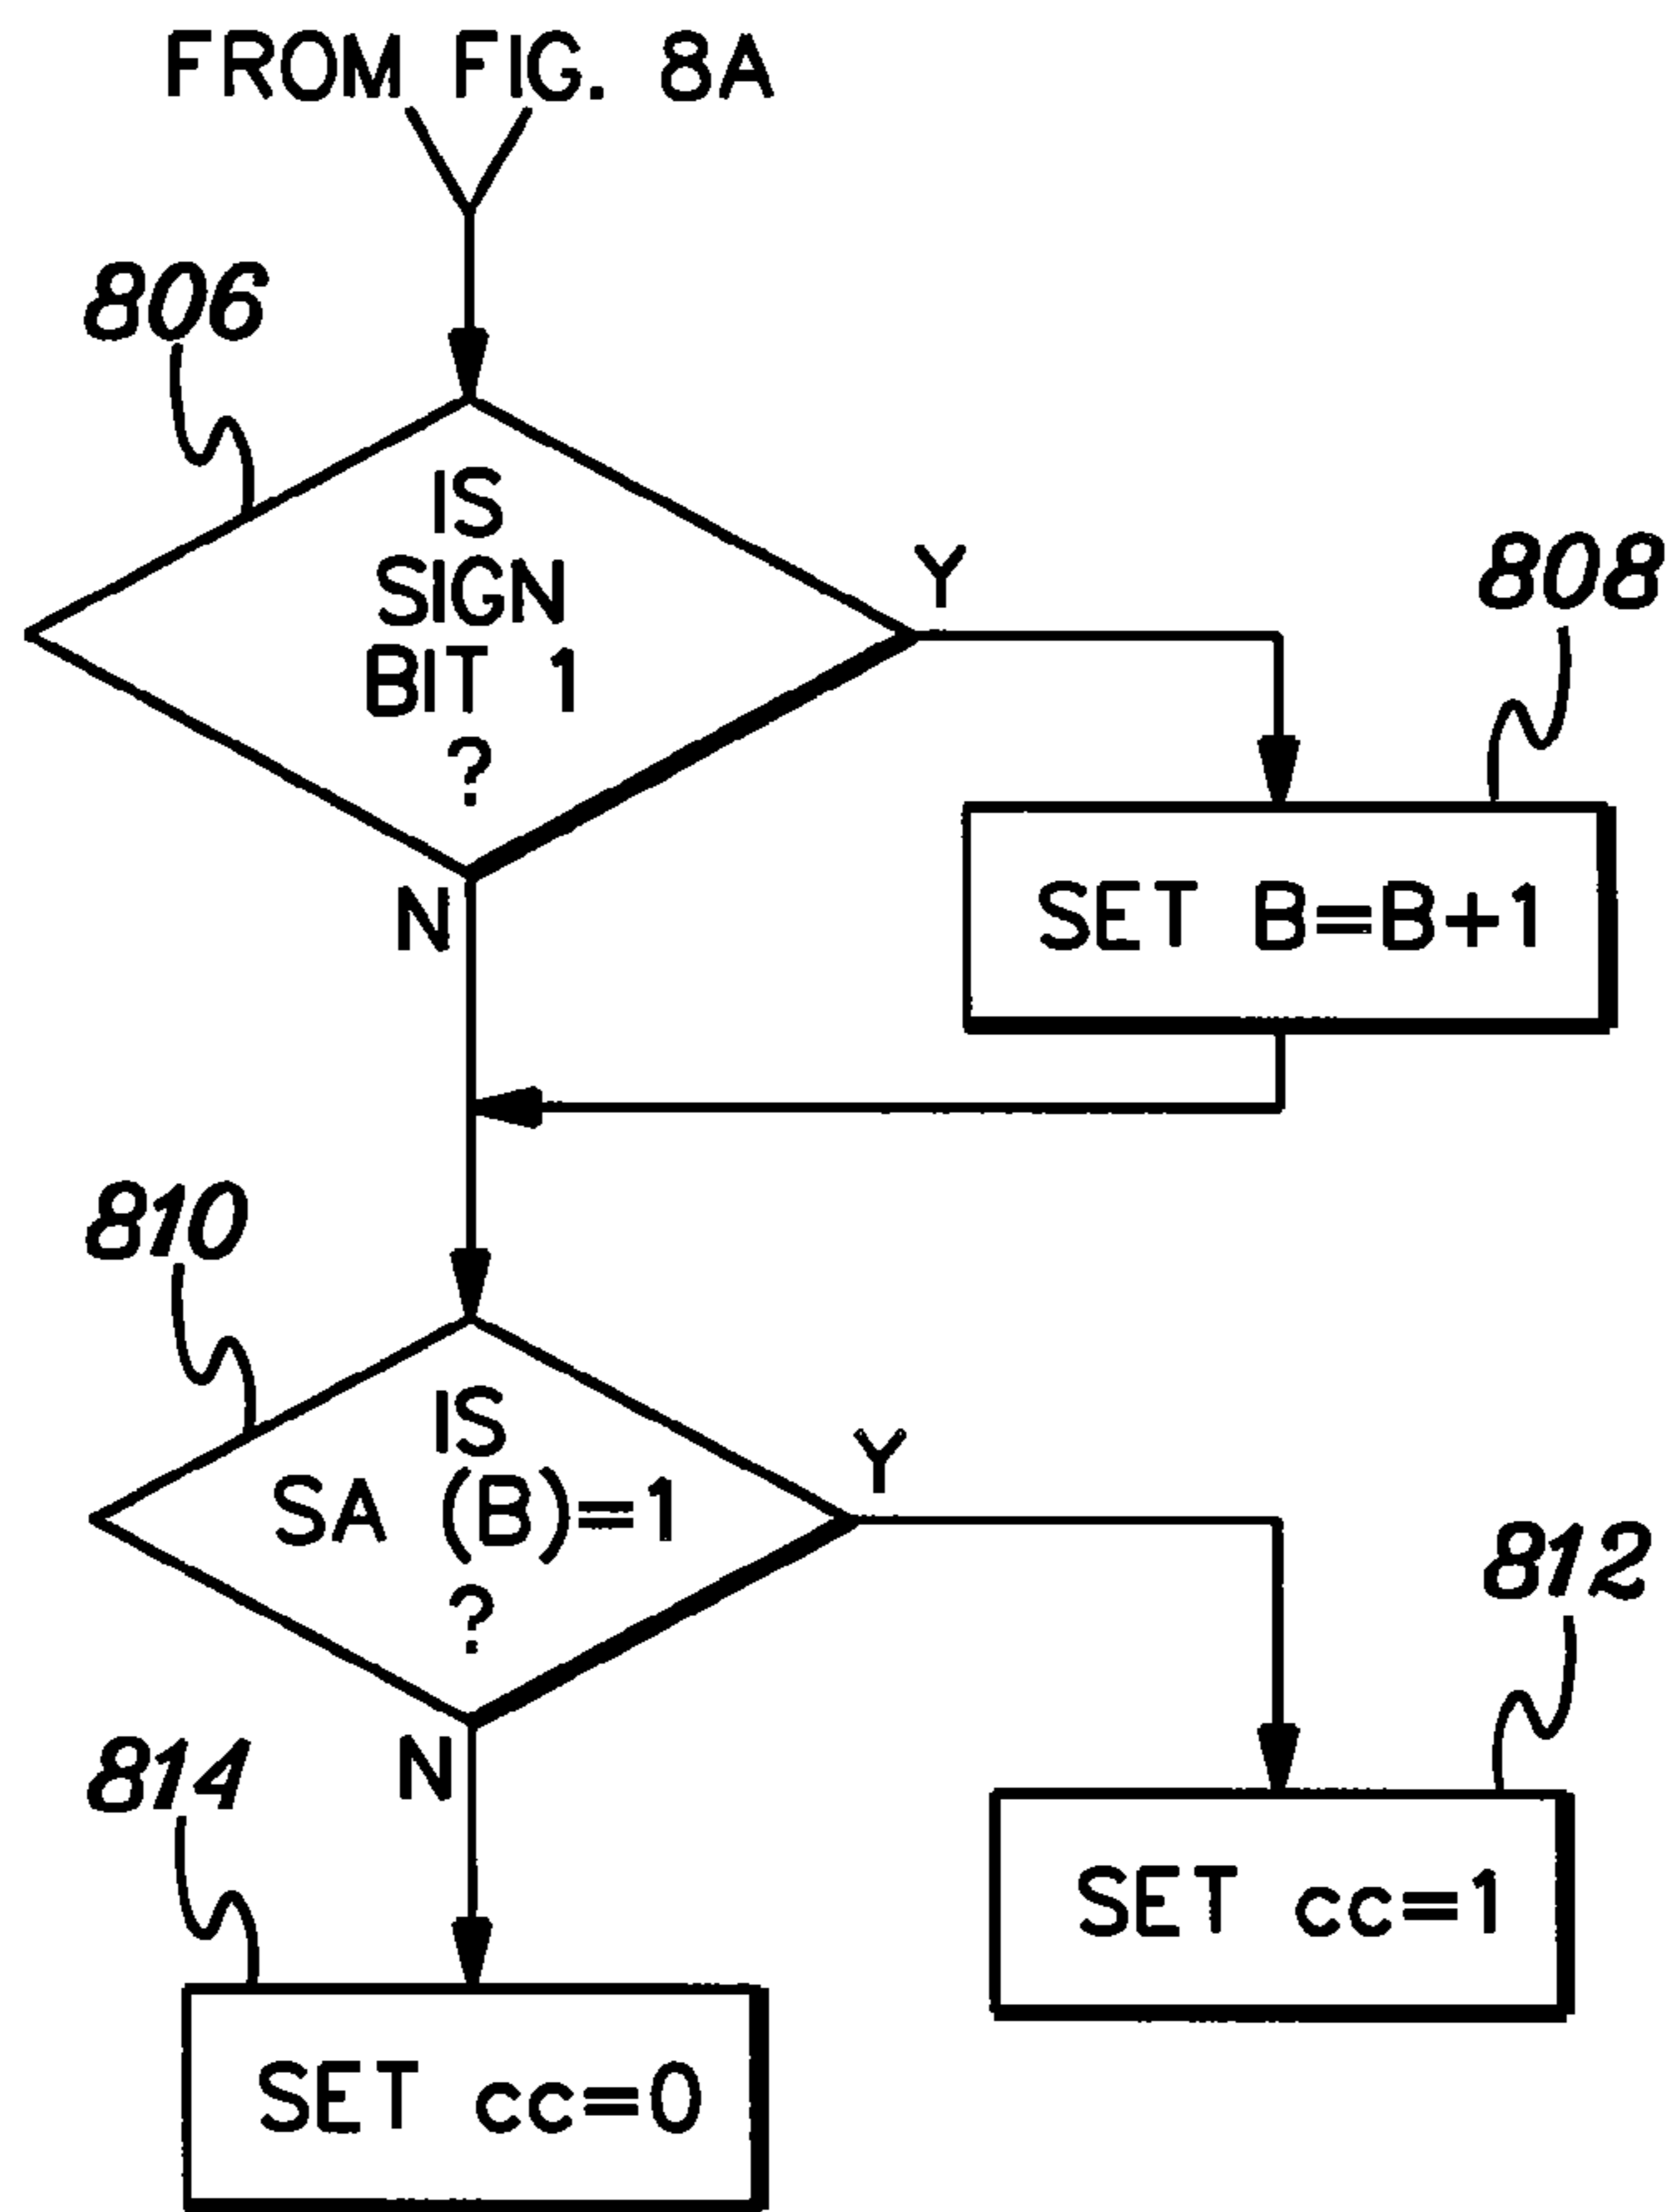 FROM FIG. 8A
806
IS
SIGN
BIT 1
?
Y
808
N
SET B=B+1
810
IS
SA (B)=1
?
Y
812
814
N
SET cc=1
SET cc=0